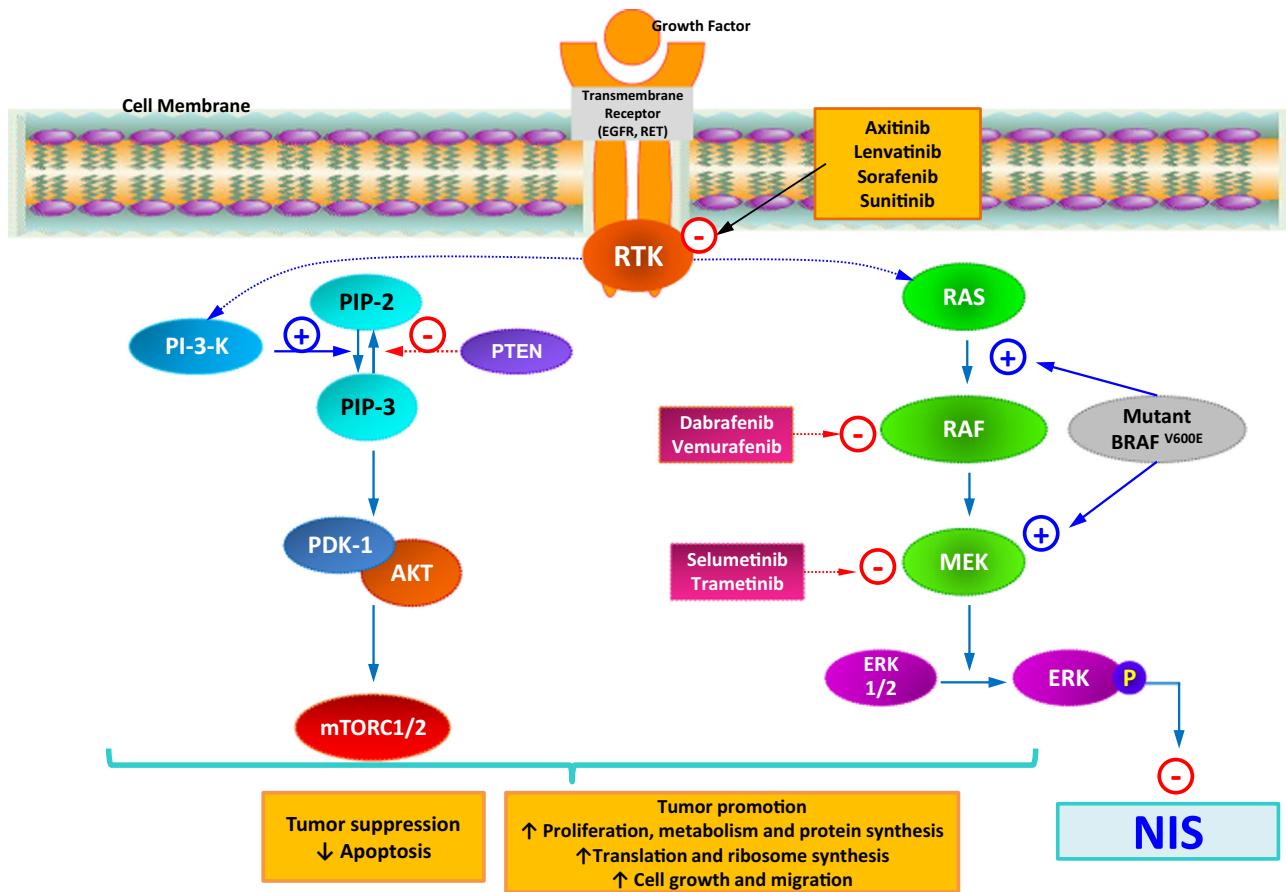 Growth Factor
Cell Membrane
Transmembrane
Receptor
(EGFR, RET)
Axitinib
Lenvatinib
Sorafenib
Sunitinib
-
RTK
PIP-2
RAS
PI-3-K
+
-
PTEN
+
PIP-3
Dabrafenib
Vemurafenib
-
RAF
Mutant
BRAF V600E
PDK-1
AKT
+
Selumetinib
Trametinib
-
MEK
ERK
1/2
ERK
P
mTORC1/2
-
Tumor suppression
↓ Apoptosis
Tumor promotion
↑ Proliferation, metabolism and protein synthesis
↑Translation and ribosome synthesis
↑ Cell growth and migration
NIS